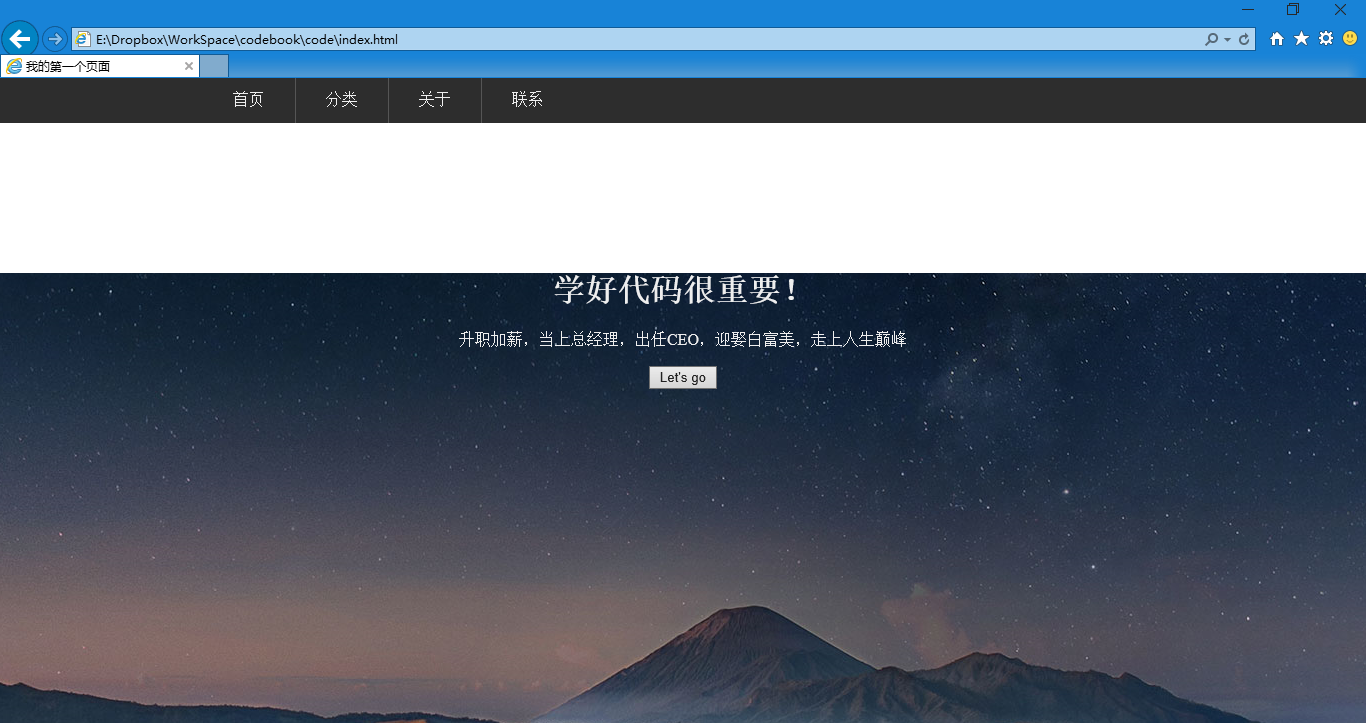 E:\Dropbox\WorkSpace\codebook\code\index.html
我的第一个页面
首页 分类 关于 联系
学好代码很重要！
升职加薪，当上总经理，出任CEO，迎娶白富美，走上人生巅峰
Let's go